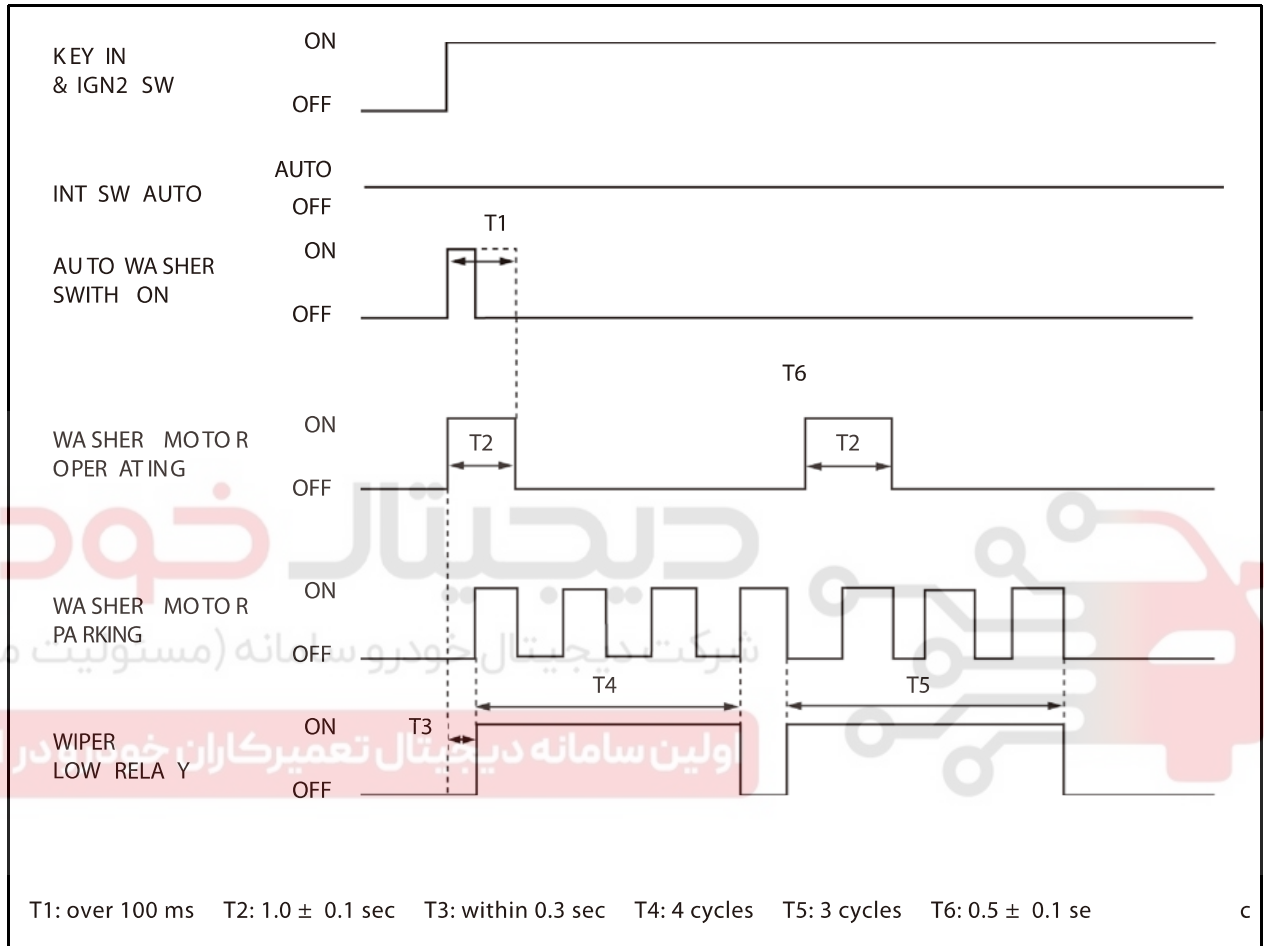 KEY IN
& IGN2 SW
ON
OFF
INT SW AUTO
AUTO
OFF
T1
AUTO WASHER
SWITH ON
ON
OFF
T6
WASHER MOTOR
OPERATING
ON
OFF
T2
T2
دیجیتال خودر
WASHER MOTOR
PARKING
ON
OFF
شرکت دیجیتال خودرو سامانه (مسئولیت
T4
T5
WIPER
LOW RELAY
ON
OFF
T3
اولین سامانه دیجیتال تعمیرکاران خودرو در
T1: over 100 ms T2: 1.0 ± 0.1 sec T3: within 0.3 sec T4: 4 cycles T5: 3 cycles T6: 0.5 ± 0.1 se c